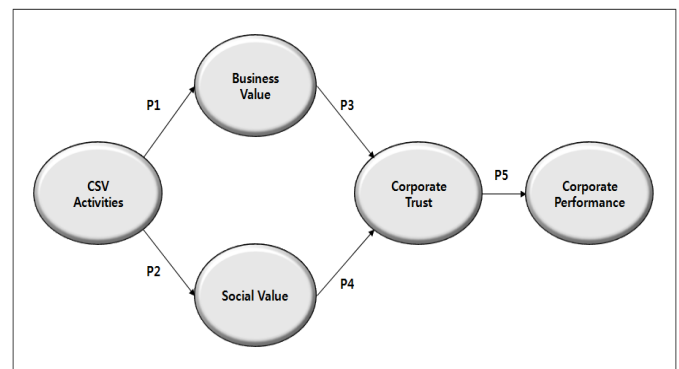 Business
Value
P1
P3
CSV
Activities
Corporate
Trust
P5
Corporate
Performance
P2
Social Value
P4